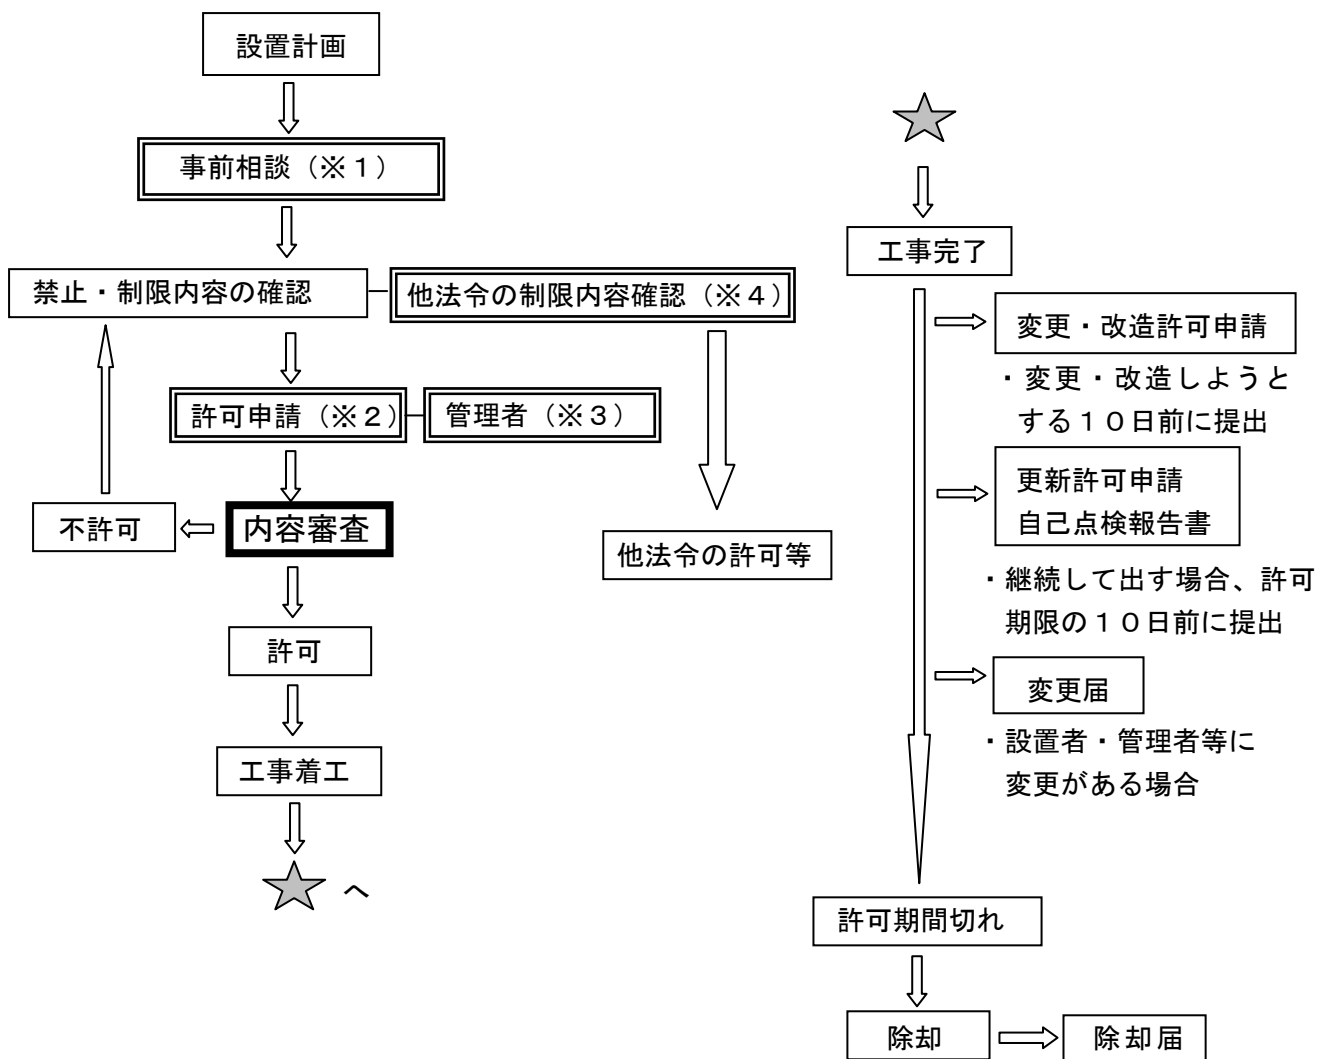 設置計画
事前相談（※１）
禁止・制限内容の確認
他法令の制限内容確認（※４）
許可申請（※２）
管理者（※３）
不許可
内容審査
他法令の許可等
許可
工事着工
へ
工事完了
変更・改造許可申請
・変更・改造しようと
する１０日前に提出
更新許可申請
自己点検報告書
・継続して出す場合、許可
期限の１０日前に提出
変更届
・設置者・管理者等に
変更がある場合
許可期間切れ
除却
除却届